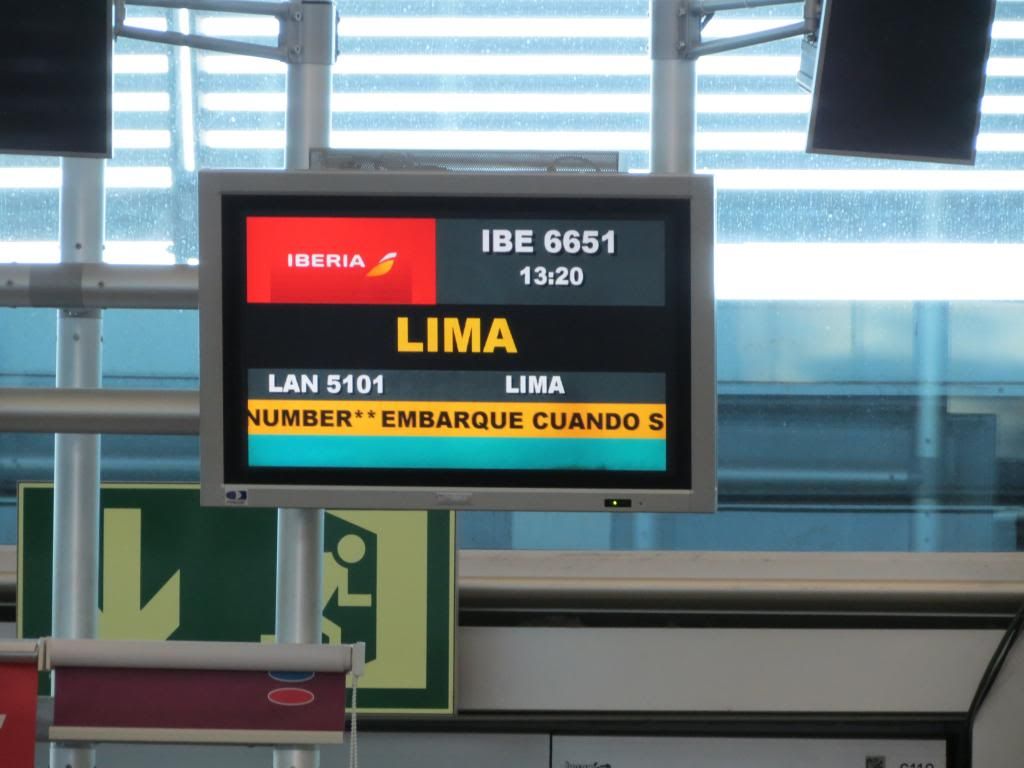 IBERIA
IBE 6651
13:20
LIMA
LAN 5101 LIMA
NUMBER** EMBARQUE CUANDO S